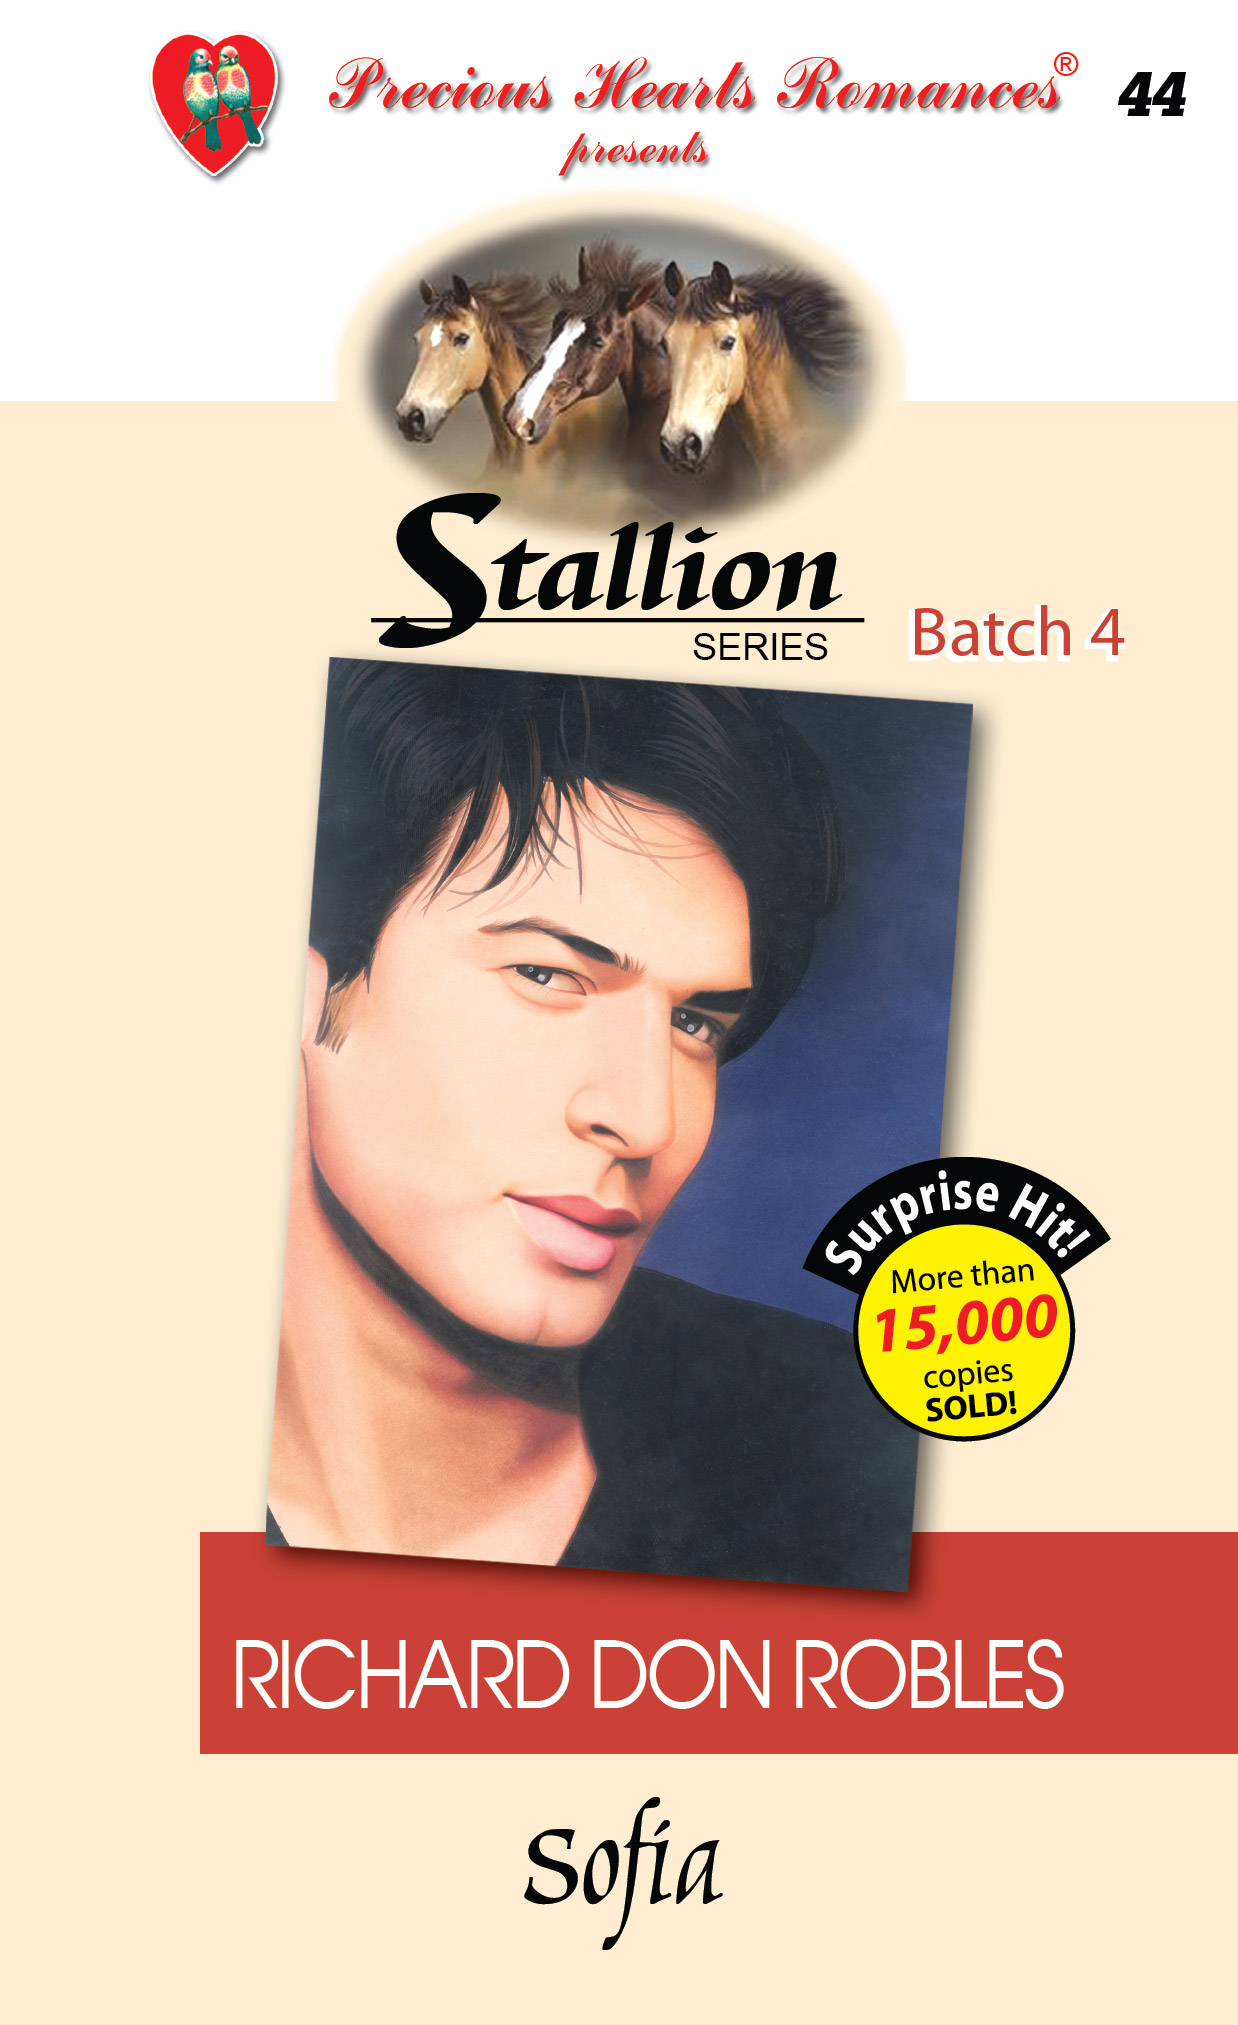 Precious Hearts Romances® 44
presents
Stallion
SERIES
Batch 4
Surprise Hit!
More than
15,000
copies
SOLD!
RICHARD DON ROBLES
Sofia